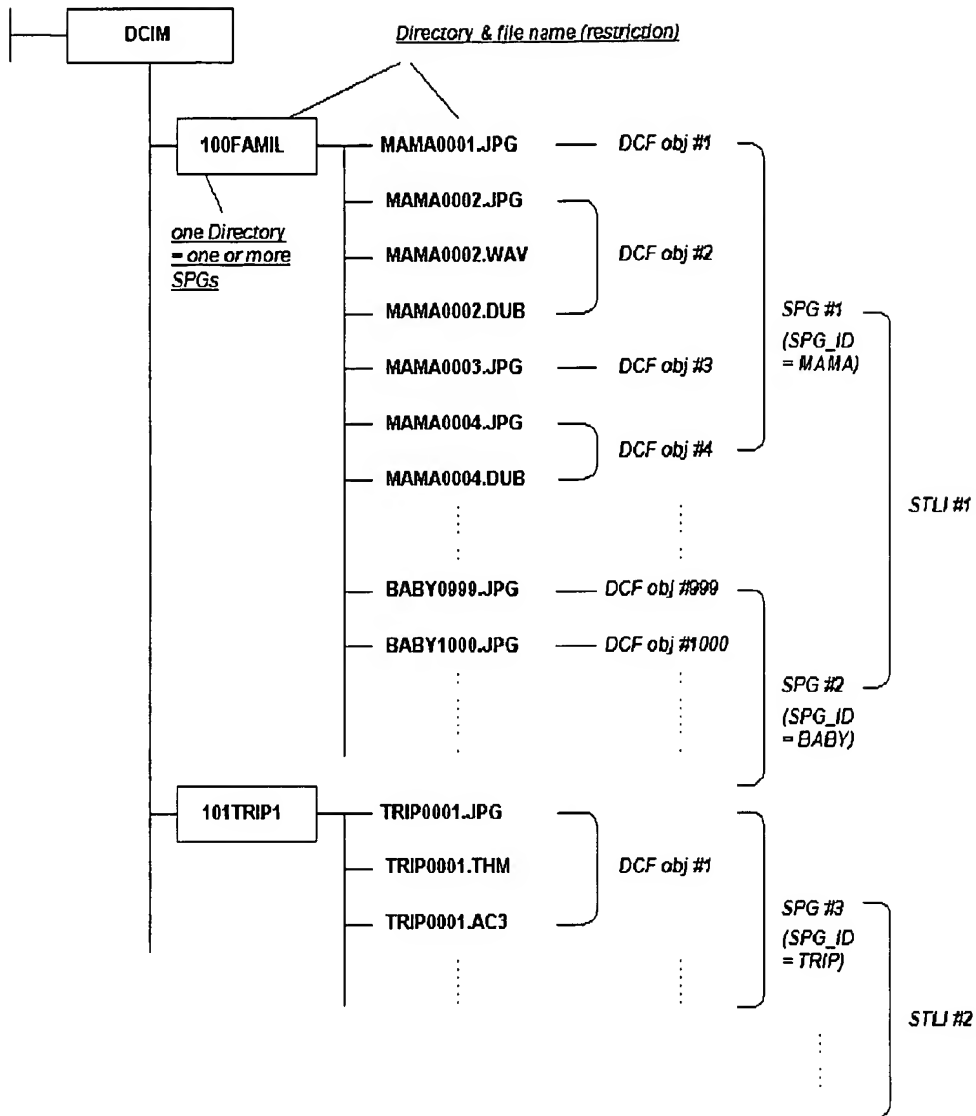 DCIM
Directory & file name (restriction)
100FAMIL
one Directory
= one or more
SPGs
MAMA0001.JPG
DCF obj #1
MAMA0002.JPG
MAMA0002.WAV
DCF obj #2
MAMA0002.DUB
MAMA0003.JPG
DCF obj #3
MAMA0004.JPG
DCF obj #4
MAMA0004.DUB
SPG #1
(SPG_ID
= MAMA)
STLI #1
BABY0999.JPG
DCF obj #999
BABY1000.JPG
DCF obj #1000
SPG #2
(SPG_ID
= BABY)
101TRIP1
TRIP0001.JPG
TRIP0001.THM
DCF obj #1
TRIP0001.AC3
SPG #3
(SPG_ID
= TRIP)
STLI #2